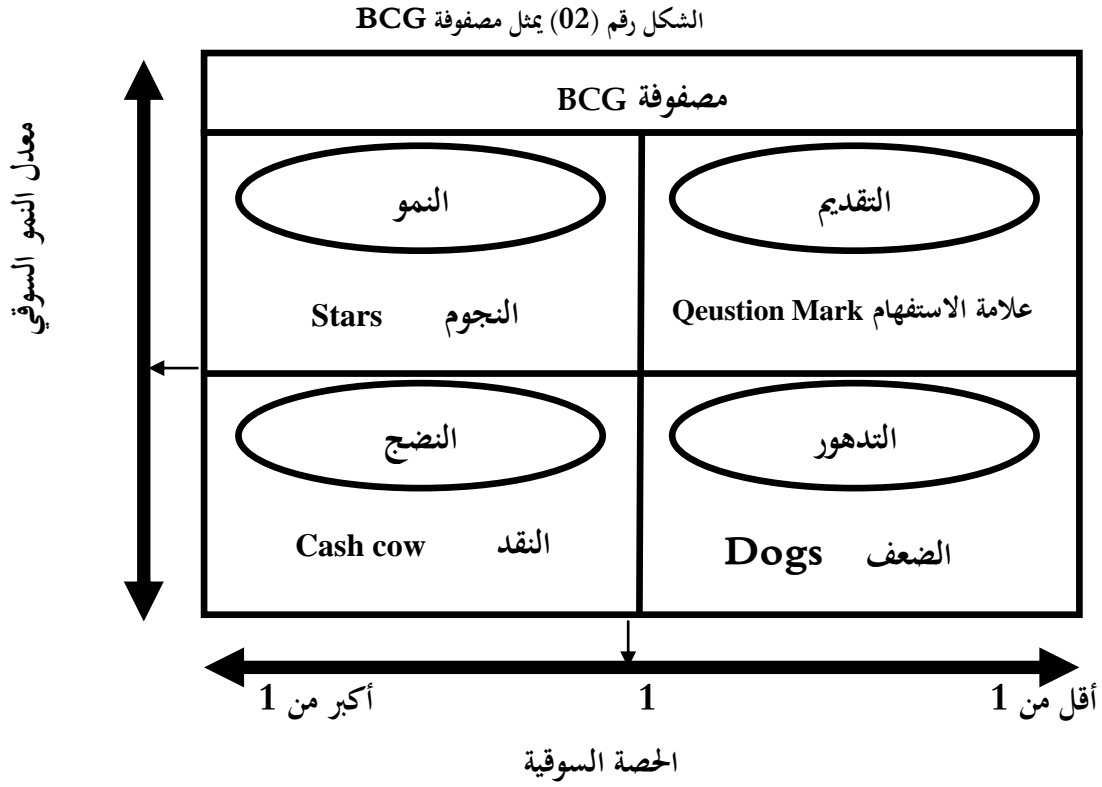 الشكل رقم (02) يمثل مصفوفة BCG
مصفوفة BCG
معدل النمو السوقي
التقديم
النمو
علامة الاستفهام Qeustion Mark
النجوم Stars
التدهور
النضج
الضعف Dogs
النقد Cash cow
أقل من 1
1
أكبر من 1
الحصة السوقية